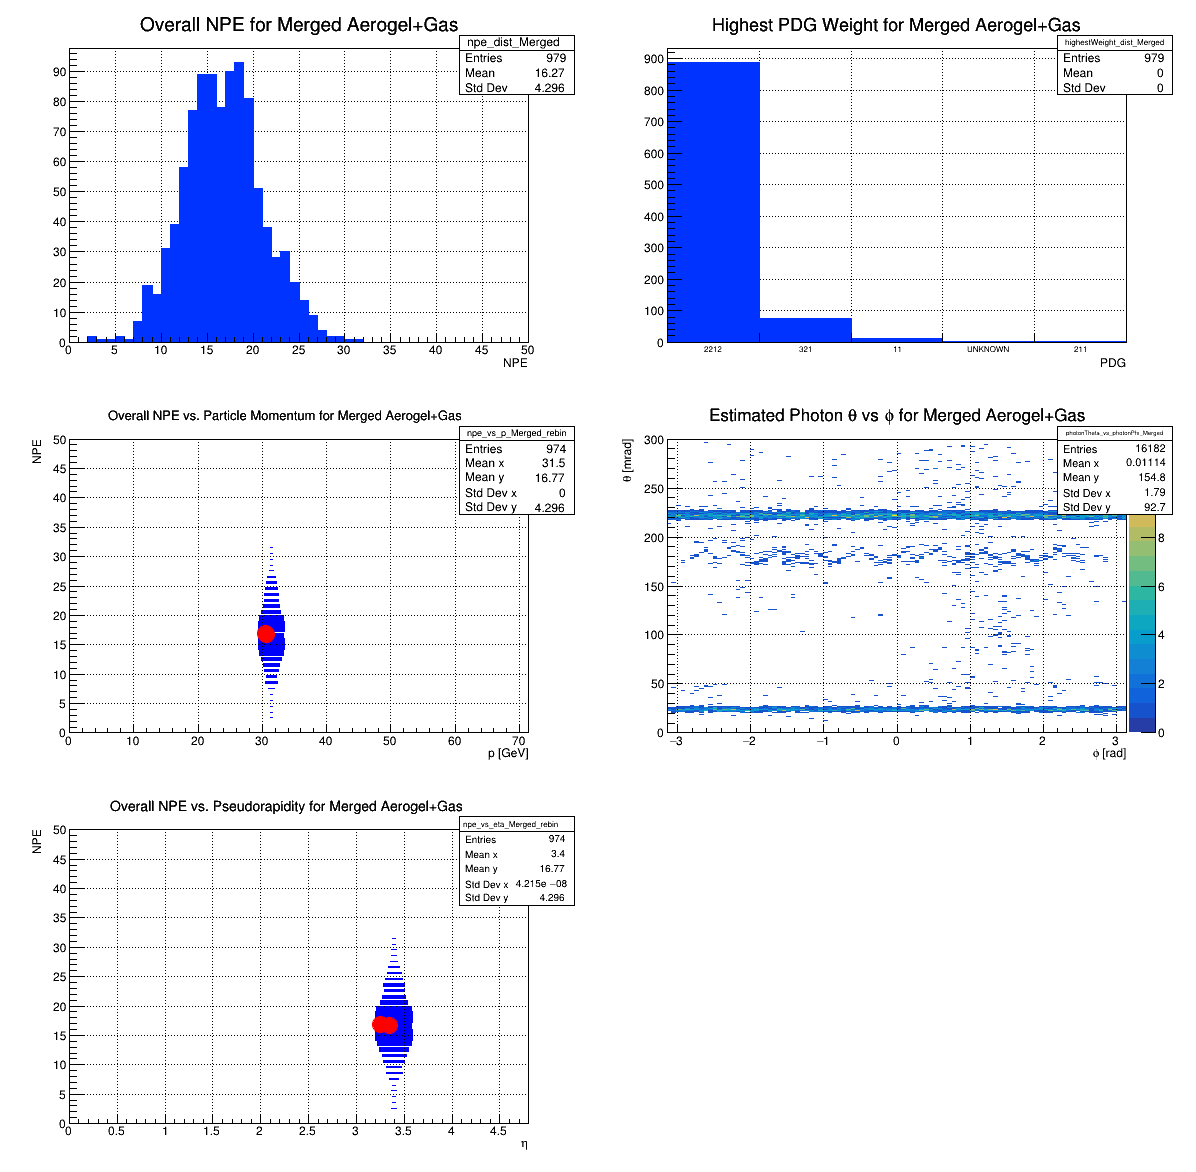 Overall NPE for Merged Aerogel+Gas
npe_dist_Merged
Entries 979
Mean 16.27
Std Dev 4.296
90
80
70
60
50
40
30
20
10
0
0 5 10 15 20 25 30 35 40 45 50
NPE
Highest PDG Weight for Merged Aerogel+Gas
highestWeight_dist_Merged
Entries 979
Mean 0
Std Dev 0
900
800
700
600
500
400
300
200
100
0
2212 321 11 UNKNOWN 211
PDG
Overall NPE vs. Particle Momentum for Merged Aerogel+Gas
npe_vs_p_Merged_rebin
Entries 974
Mean x 31.5
Mean y 16.77
Std Dev x 0
Std Dev y 4.296
NPE
50
45
40
35
30
25
20
15
10
5
0
0 10 20 30 40 50 60 70
p [GeV]
Estimated Photon θ vs ϕ for Merged Aerogel+Gas
photonTheta_vs_photonPhi_Merged
Entries 16182
Mean x 0.01114
Mean y 154.8
Std Dev x 1.79
Std Dev y 92.7
θ [mrad]
300
250
200
150
100
50
0
−3 −2 −1 0 1 2 3
ϕ [rad]
8
6
4
2
0
Overall NPE vs. Pseudorapidity for Merged Aerogel+Gas
npe_vs_eta_Merged_rebin
Entries 974
Mean x 3.4
Mean y 16.77
Std Dev x 4.215e −08
Std Dev y 4.296
NPE
50
45
40
35
30
25
20
15
10
5
0
0 0.5 1 1.5 2 2.5 3 3.5 4 4.5
η